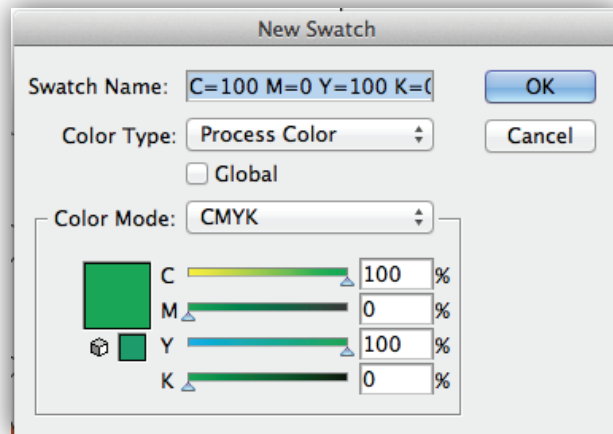 New Swatch
Swatch Name: C=100 M=0 Y=100 K=0 OK
Color Type: Process Color Cancel
Global
Color Mode: CMYK
C 100 %
M 0 %
Y 100 %
K 0 %